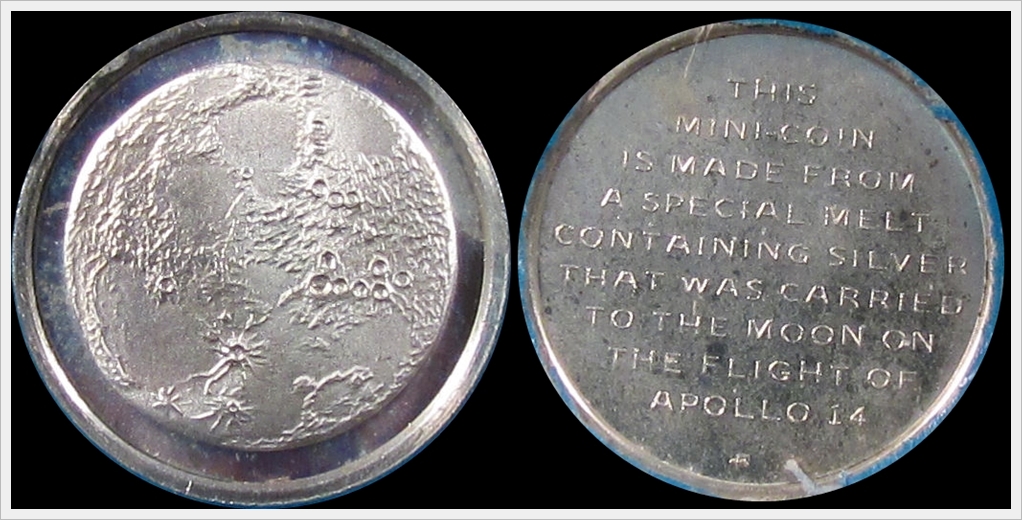 THIS
MINI-COIN
IS MADE FROM
A SPECIAL MELT
CONTAINING SILVER
THAT WAS CARRIED
TO THE MOON ON
THE FLIGHT OF
APOLLO 14